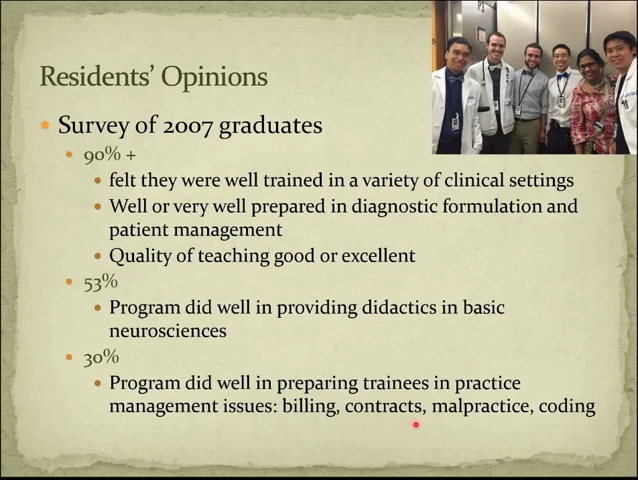 P3
Residents' Opinions
Survey of 2007 graduates
90% +
felt they were well trained in a variety of clinical settings
Well or very well prepared in diagnostic formulation and
patient management
Quality of teaching good or excellent
53%
Program did well in providing didactics in basic
neurosciences
30%
Program did well in preparing trainees in practice
management issues: billing, contracts, malpractice, coding